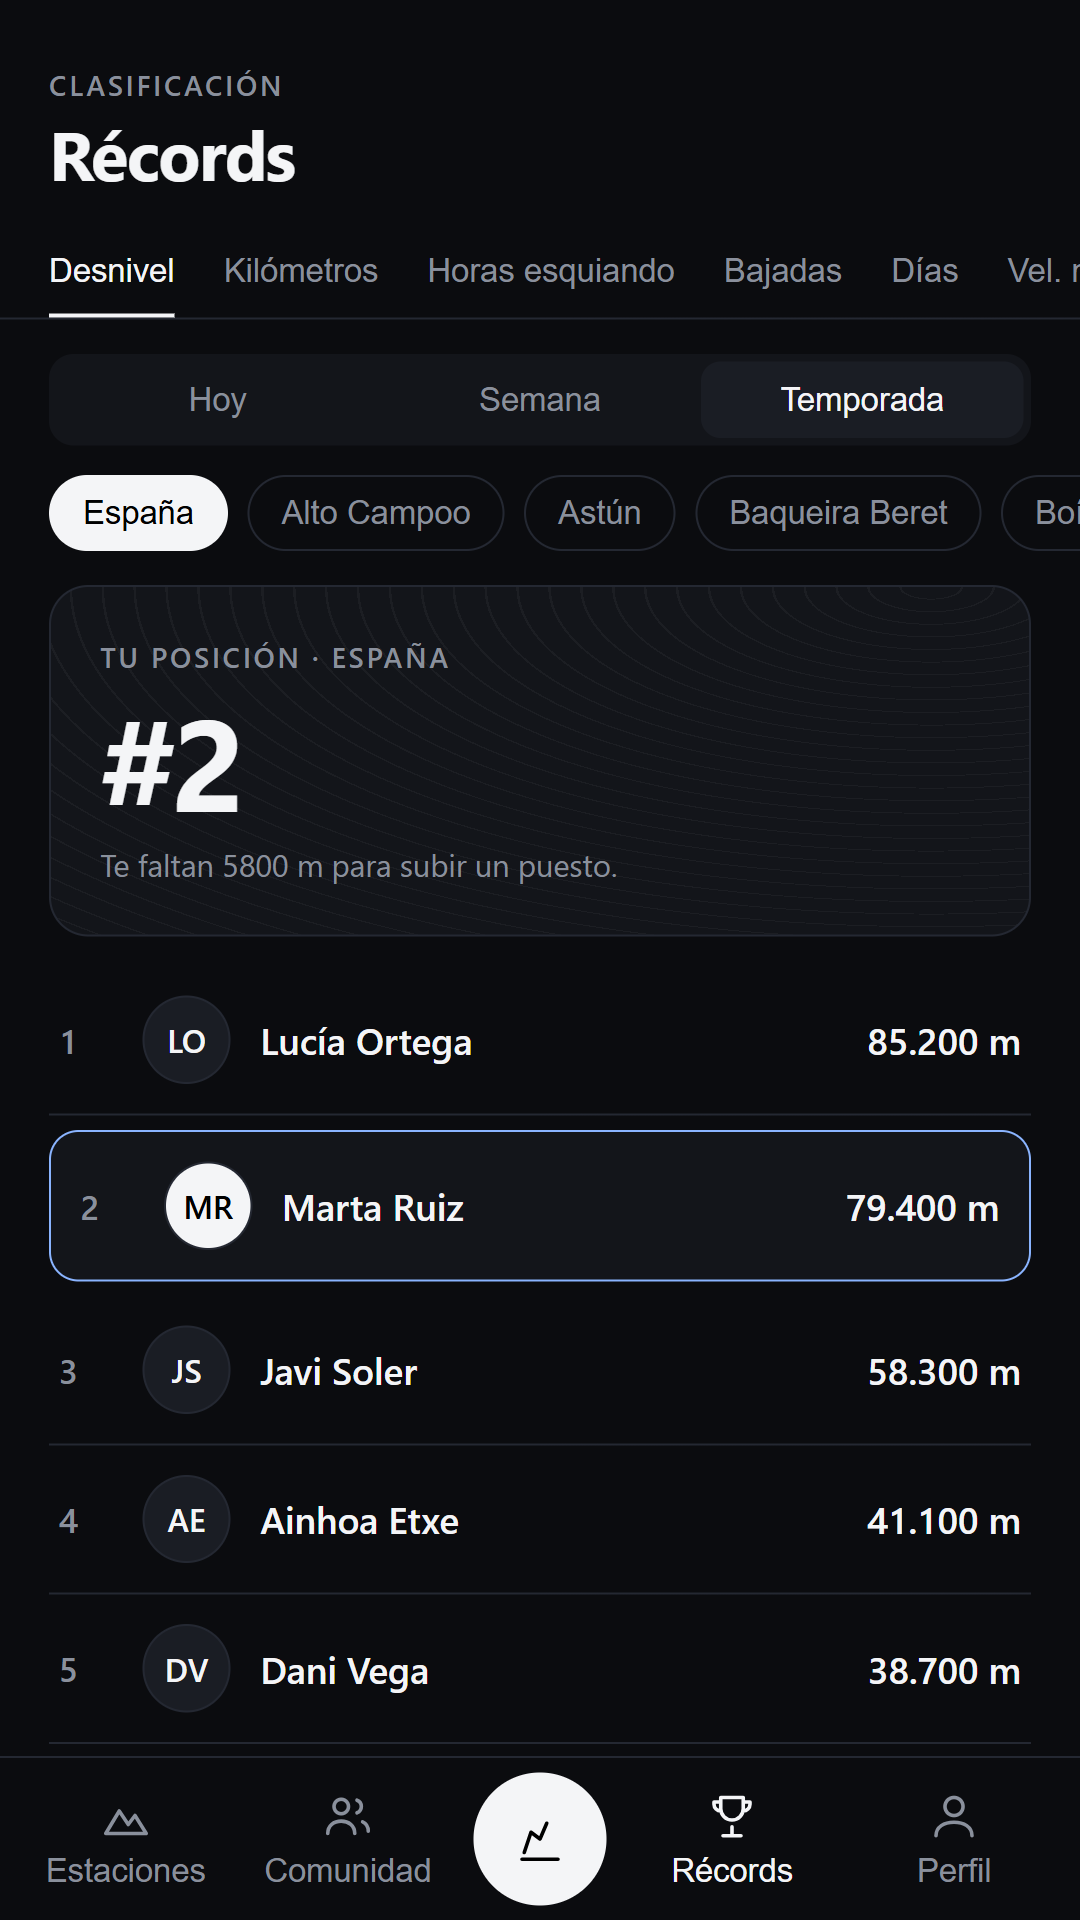 CLASIFICACIÓN
Récords
Desnivel Kilómetros Horas esquiando Bajadas Días Vel.
Hoy Semana Temporada
España Alto Campoo Astún Baqueira Beret
TU POSICIÓN · ESPAÑA
#2
Te faltan 5800 m para subir un puesto.
1 LO Lucía Ortega 85.200 m
2 MR Marta Ruiz 79.400 m
3 JS Javi Soler 58.300 m
4 AE Ainhoa Etxe 41.100 m
5 DV Dani Vega 38.700 m
Estaciones Comunidad Récords Perfil